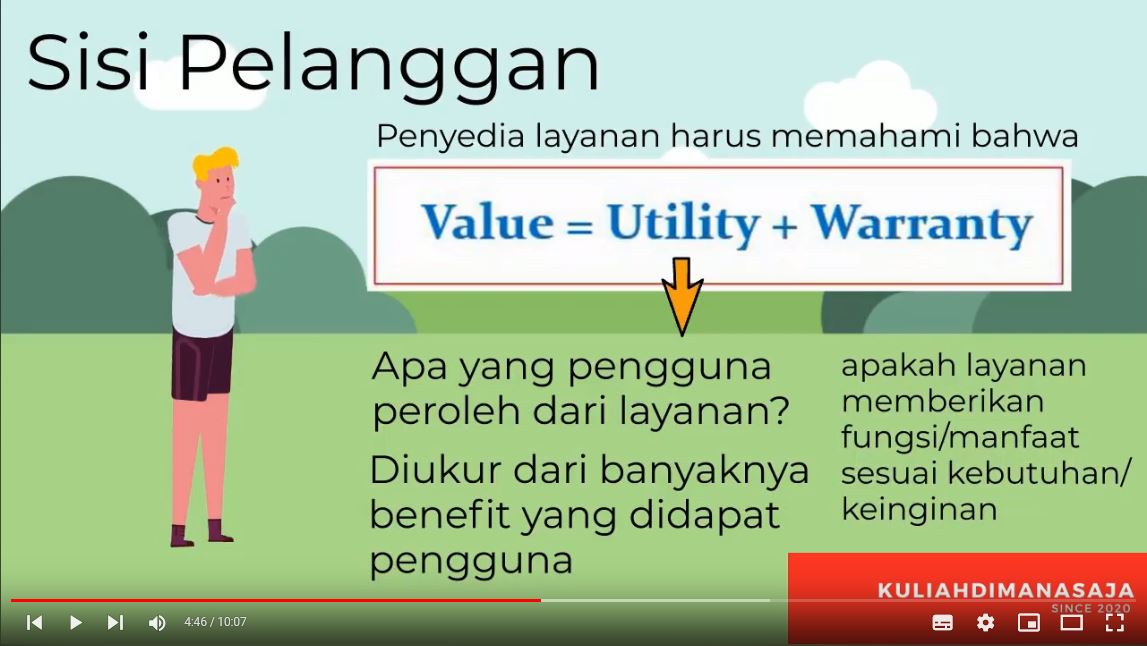 Sisi Pelanggan
Penyedia layanan harus memahami bahwa
Value = Utility + Warranty
Apa yang pengguna
peroleh dari layanan?
Diukur dari banyaknya
benefit yang didapat
pengguna
apakah layanan
memberikan
fungsi/manfaat
sesuai kebutuhan/
keinginan
KULIAHDIMANASAJA
SINCE 2020
4:46 / 10:07